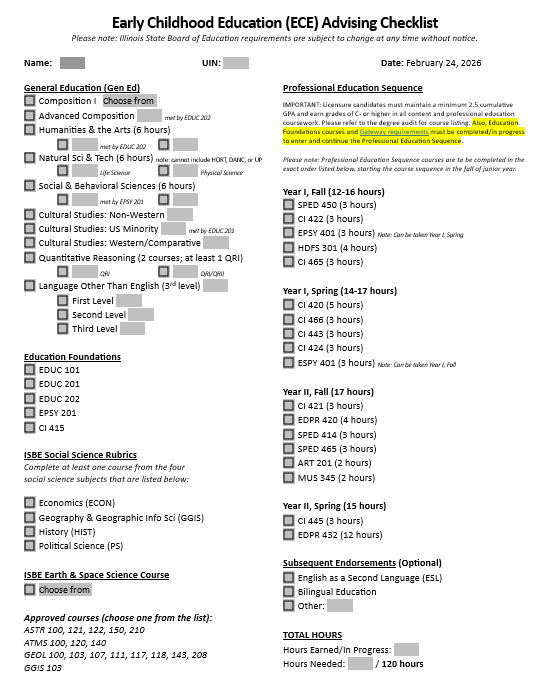 Early Childhood Education (ECE) Advising Checklist
Please note: Illinois State Board of Education requirements are subject to change at any time without notice.
Name:
UIN:
Date: February 24, 2026
General Education (Gen Ed)
Composition I Choose from
Advanced Composition met by EDUC 202
Humanities & the Arts (6 hours)
met by EDUC 202
Natural Sci & Tech (6 hours) note: cannot include HORT, DANC, or UP
Life Science
Physical Science
Social & Behavioral Sciences (6 hours)
met by EPSY 201
Cultural Studies: Non-Western
Cultural Studies: US Minority met by EDUC 201
Cultural Studies: Western/Comparative
Quantitative Reasoning (2 courses; at least 1 QRI)
QRI
QRI/QRII
Language Other Than English (3rd level)
First Level
Second Level
Third Level
Education Foundations
EDUC 101
EDUC 201
EDUC 202
EPSY 201
CI 415
ISBE Social Science Rubrics
Complete at least one course from the four
social science subjects that are listed below:
Economics (ECON)
Geography & Geographic Info Sci (GGIS)
History (HIST)
Political Science (PS)
ISBE Earth & Space Science Course
Choose from
Approved courses (choose one from the list):
ASTR 100, 121, 122, 150, 210
ATMS 100, 120, 140
GEOL 100, 103, 107, 111, 117, 118, 143, 208
GGIS 103
Professional Education Sequence
IMPORTANT: Licensure candidates must maintain a minimum 2.5 cumulative
GPA and earn grades of C- or higher in all content and professional education
coursework. Please refer to the degree audit for course listing. Also, Education
Foundations courses and Gateway requirements must be completed/in progress
to enter and continue the Professional Education Sequence.
Please note: Professional Education Sequence courses are to be completed in the
exact order listed, starting with the course sequence in the fall of junior year.
Year I, Fall (12-16 hours)
SPED 450 (3 hours)
CI 422 (3 hours)
EPSY 401 (3 hours) Note: Can be taken Year I, Spring
HDFS 301 (4 hours)
CI 465 (3 hours)
Year I, Spring (14-17 hours)
CI 420 (5 hours)
CI 466 (3 hours)
CI 443 (3 hours)
CI 424 (3 hours)
ESPY 401 (3 hours) Note: Can be taken Year I, Fall
Year II, Fall (17 hours)
CI 421 (3 hours)
EDPR 420 (4 hours)
SPED 414 (3 hours)
SPED 465 (3 hours)
ART 201 (2 hours)
MUS 345 (2 hours)
Year II, Spring (15 hours)
CI 445 (3 hours)
EDPR 432 (12 hours)
Subsequent Endorsements (Optional)
English as a Second Language (ESL)
Bilingual Education
Other:
TOTAL HOURS
Hours Earned/In Progress:
Hours Needed: / 120 hours